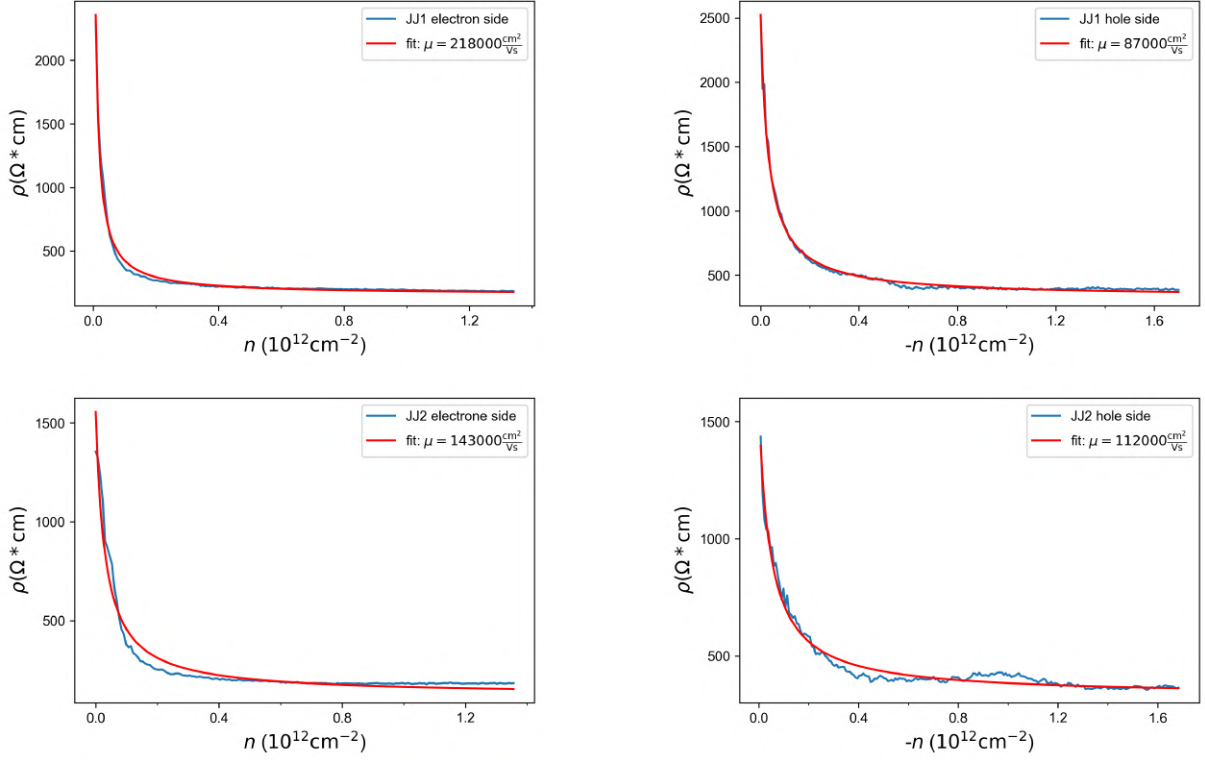 JJ1 electron side
fit: μ = 218000 cm²/Vs
2000
1500
1000
500
ρ(Ω*cm)
0.0 0.4 0.8 1.2
n (10¹²cm⁻²)
JJ1 hole side
fit: μ = 87000 cm²/Vs
2500
2000
1500
1000
500
ρ(Ω*cm)
0.0 0.4 0.8 1.2 1.6
-n (10¹²cm⁻²)
JJ2 electrone side
fit: μ = 143000 cm²/Vs
1500
1000
500
ρ(Ω*cm)
0.0 0.4 0.8 1.2
n (10¹²cm⁻²)
JJ2 hole side
fit: μ = 112000 cm²/Vs
1500
1000
500
ρ(Ω*cm)
0.0 0.4 0.8 1.2 1.6
-n (10¹²cm⁻²)